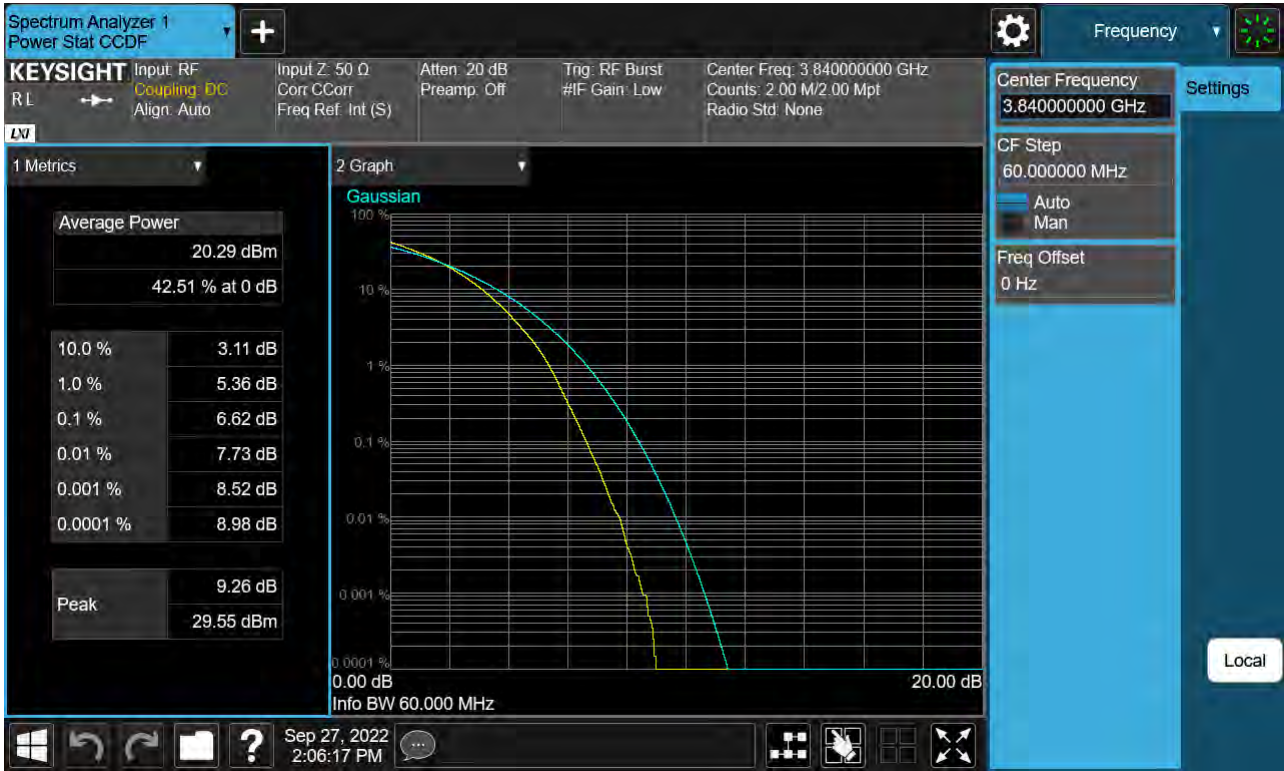 Spectrum Analyzer 1
Power Stat CCDF
+
Frequency
KEYSIGHT
R L
LXI
Input: RF
Coupling: DC
Align: Auto
Input Z: 50 Ω
Corr CCorr
Freq Ref: Int (S)
Atten: 20 dB
Preamp: Off
Trig: RF Burst
#IF Gain: Low
Center Freq: 3.840000000 GHz
Counts: 2.00 M/2.00 Mpt
Radio Std: None
1 Metrics
Average Power
20.29 dBm
42.51 % at 0 dB
10.0 % 3.11 dB
1.0 % 5.36 dB
0.1 % 6.62 dB
0.01 % 7.73 dB
0.001 % 8.52 dB
0.0001 % 8.98 dB
Peak
9.26 dB
29.55 dBm
2 Graph
Gaussian
100 %
10 %
1 %
0.1 %
0.01 %
0.001 %
0.0001 %
0.00 dB 20.00 dB
Info BW 60.000 MHz
Center Frequency
3.840000000 GHz
CF Step
60.000000 MHz
Auto
Man
Freq Offset
0 Hz
Settings
Local
?
Sep 27, 2022
2:06:17 PM